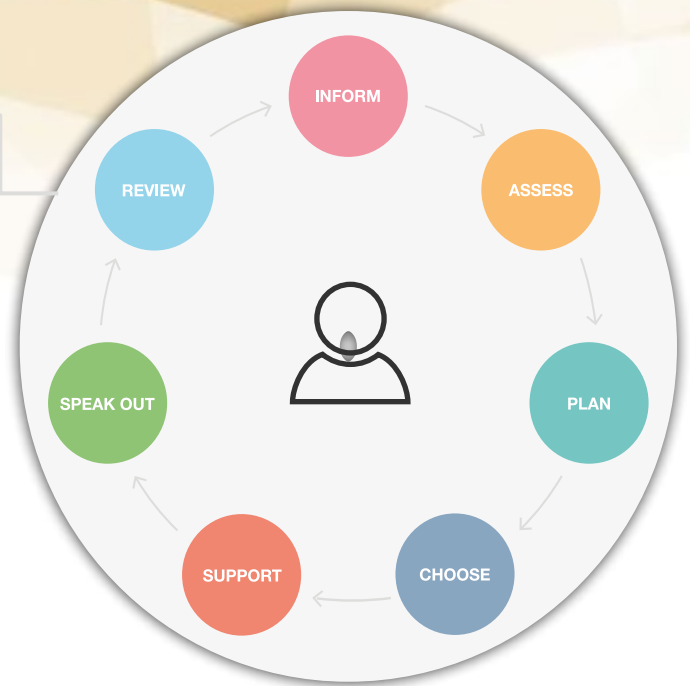 INFORM
ASSESS
PLAN
CHOOSE
SUPPORT
SPEAK OUT
REVIEW